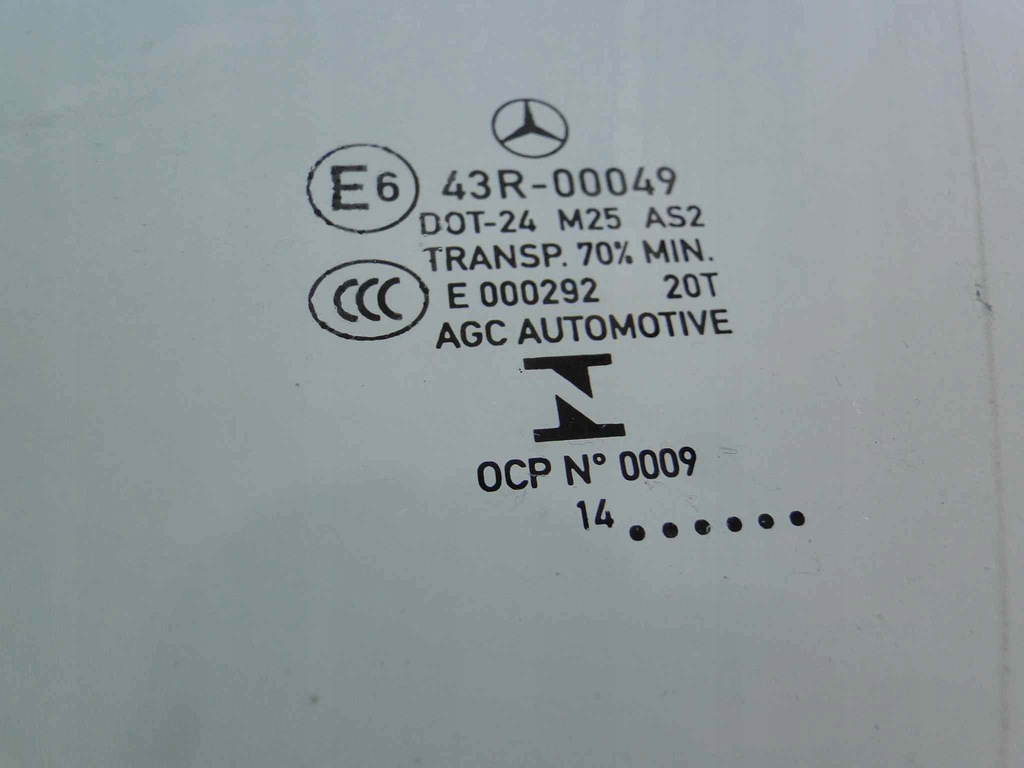 E6 43R-00049
DOT-24 M25 AS2
TRANSP. 70% MIN.
CCC E 000292 20T
AGC AUTOMOTIVE
OCP N° 0009
14 ......